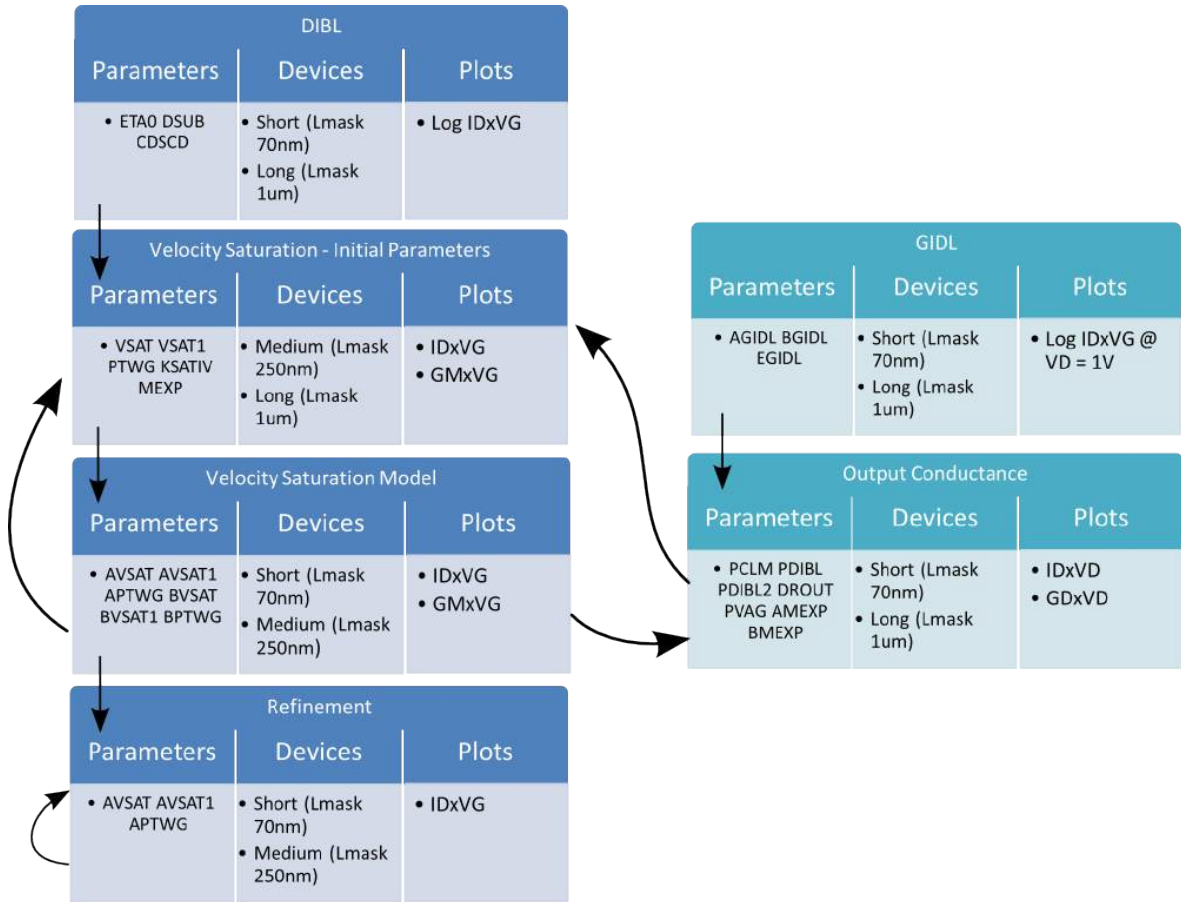 DIBL
Parameters
Devices
Plots
• ETA0 DSUB
CDSCD
• Short (Lmask
70nm)
• Long (Lmask
1um)
• Log IDxVG
Velocity Saturation - Initial Parameters
Parameters
Devices
Plots
• VSAT VSAT1
PTWG KSATIV
MEXP
• Medium (Lmask
250nm)
• Long (Lmask
1um)
• IDxVG
• GMxVG
Velocity Saturation Model
Parameters
Devices
Plots
• AVSAT AVSAT1
APTWG BVSAT
BVSAT1 BPTWG
• Short (Lmask
70nm)
• Medium (Lmask
250nm)
• IDxVG
• GMxVG
Refinement
Parameters
Devices
Plots
• AVSAT AVSAT1
APTWG
• Short (Lmask
70nm)
• Medium (Lmask
250nm)
• IDxVG
GIDL
Parameters
Devices
Plots
• AGIDL BGIDL
EGIDL
• Short (Lmask
70nm)
• Long (Lmask
1um)
• Log IDxVG @
VD = 1V
Output Conductance
Parameters
Devices
Plots
• PCLM PDIBL
PDIBL2 DROUT
PVAG AMEXP
BMEXP
• Short (Lmask
70nm)
• Long (Lmask
1um)
• IDxVD
• GDxVD